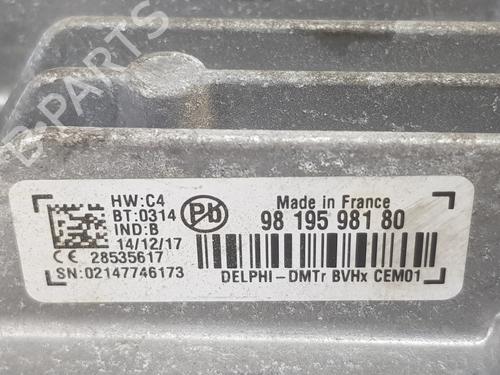 HW:C4
BT:0314
IND:B
14/12/17
CE 28535617
SN:02147746173
Pb
Made in France
98 195 981 80
DELPHI-DMTr BVHx CEM01
B-PARTS